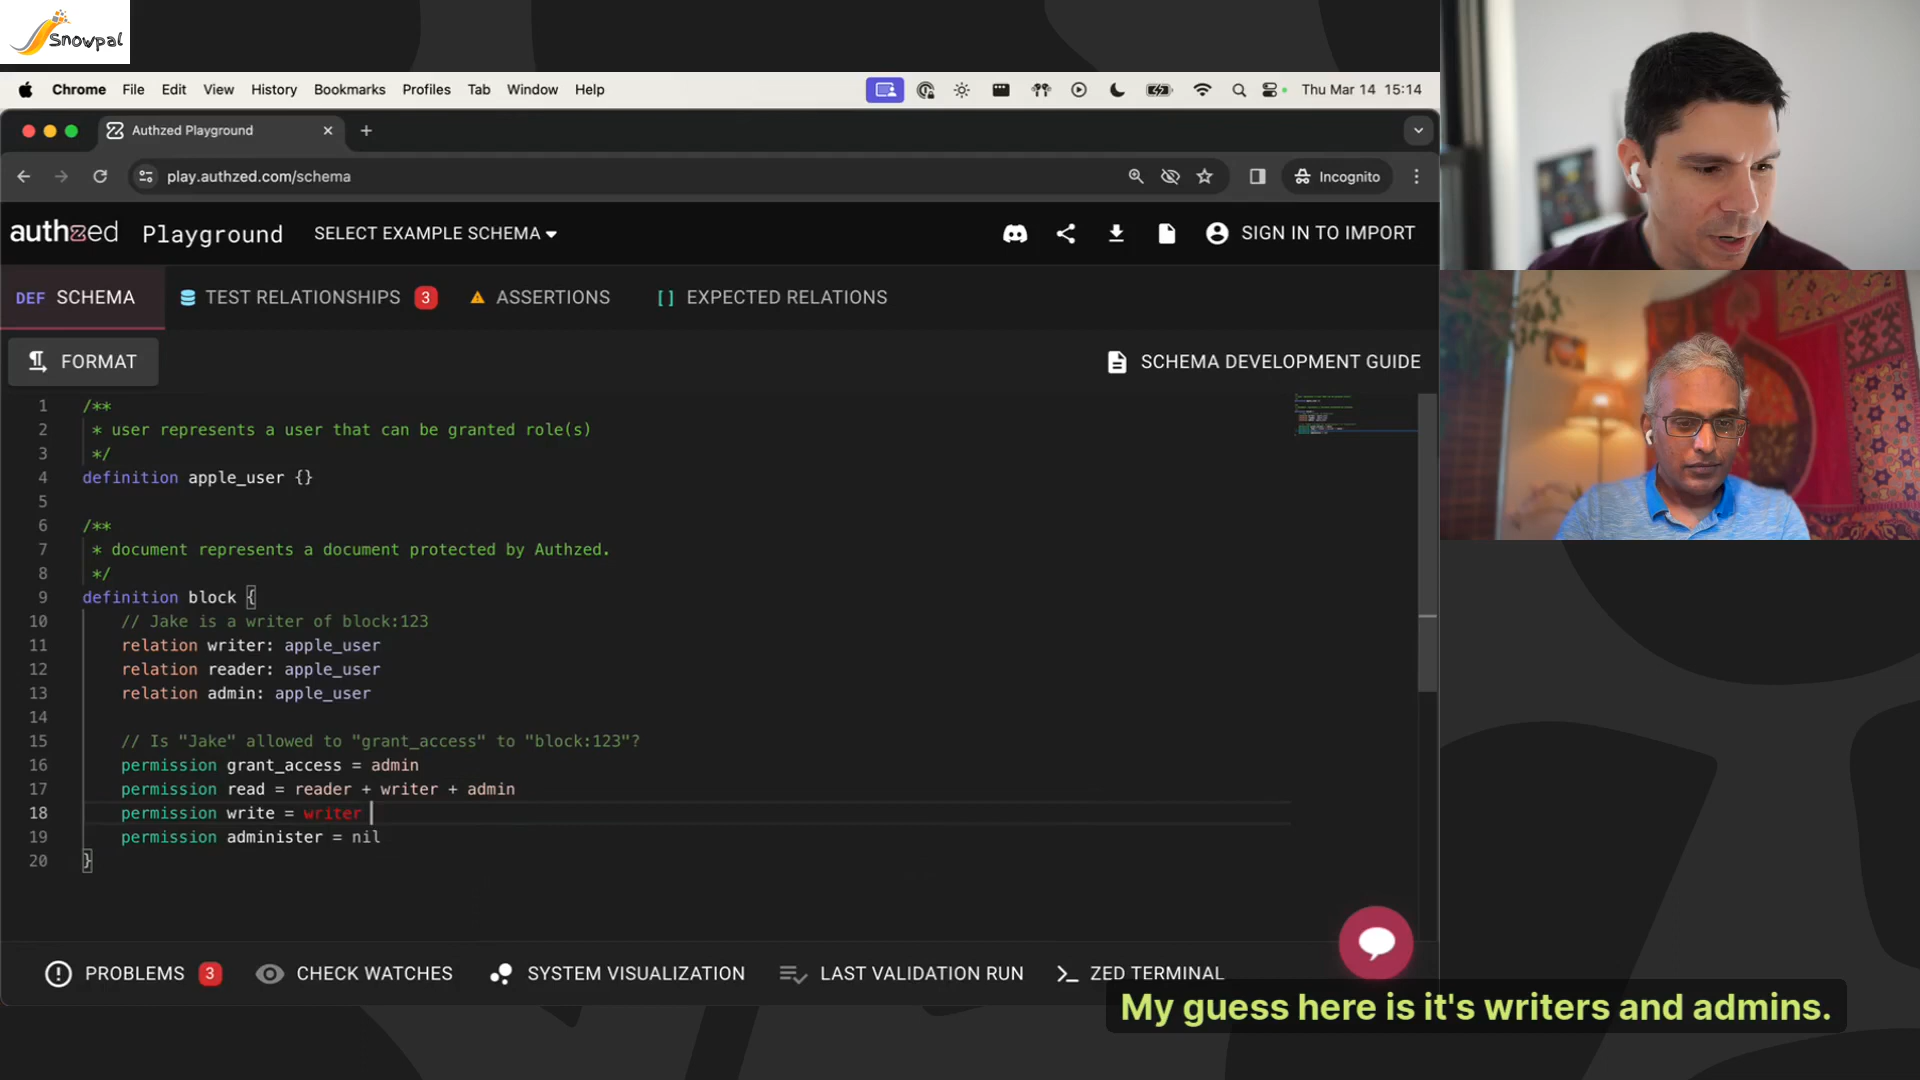 Snowpal
Chrome File Edit View History Bookmarks Profiles Tab Window Help Thu Mar 14 15:14
Authzed Playground
play.authzed.com/schema Incognito
authzed Playground SELECT EXAMPLE SCHEMA SIGN IN TO IMPORT
DEF SCHEMA TEST RELATIONSHIPS 3 ASSERTIONS [ ] EXPECTED RELATIONS
FORMAT SCHEMA DEVELOPMENT GUIDE
1 /**
2 * user represents a user that can be granted role(s)
3 */
4 definition apple_user {}
5
6 /**
7 * document represents a document protected by Authzed.
8 */
9 definition block {
10 // Jake is a writer of block:123
11 relation writer: apple_user
12 relation reader: apple_user
13 relation admin: apple_user
14
15 // Is "Jake" allowed to "grant_access" to "block:123"?
16 permission grant_access = admin
17 permission read = reader + writer + admin
18 permission write = writer
19 permission administer = nil
20 }
PROBLEMS 3 CHECK WATCHES SYSTEM VISUALIZATION LAST VALIDATION RUN ZED TERMINAL
My guess here is it's writers and admins.